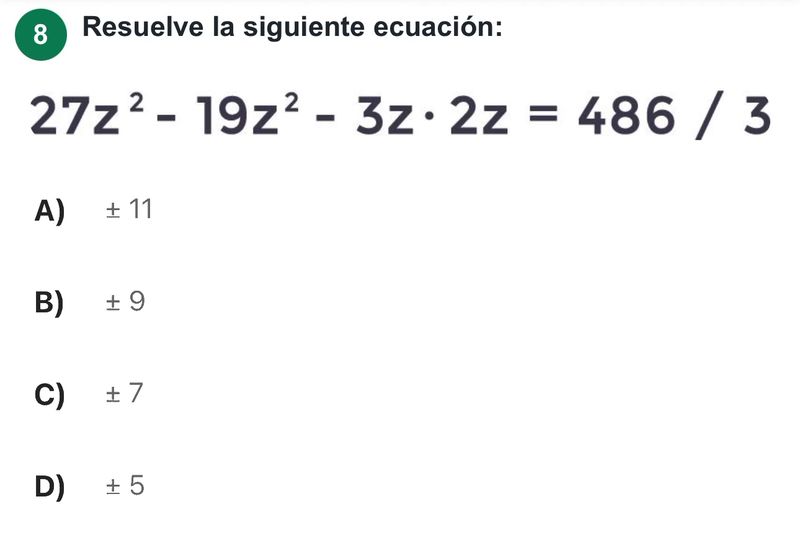 8 Resuelve la siguiente ecuación:
27z² - 19z² - 3z · 2z = 486 / 3
A) ± 11
B) ± 9
C) ± 7
D) ± 5